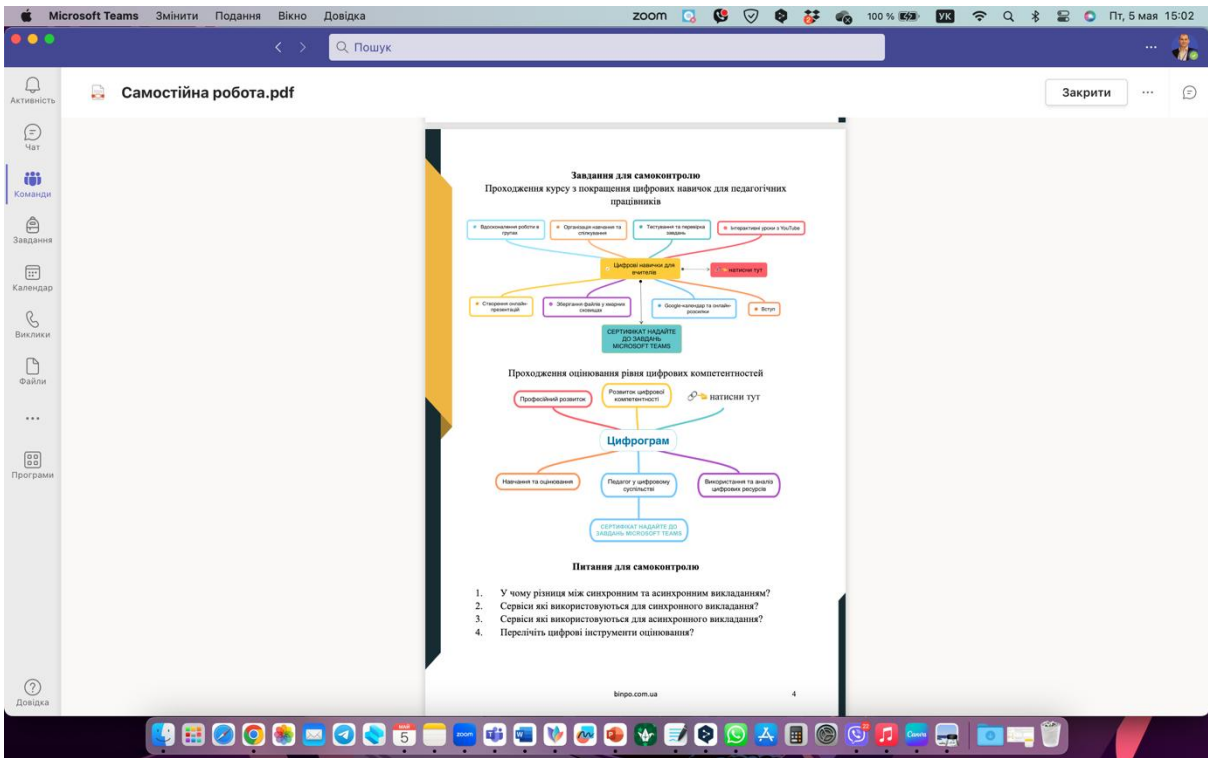 Microsoft Teams Змінити Подання Вікно Довідка zoom 100 % УК Пт, 5 мая 15:02
Пошук
Активність
Самостійна робота.pdf
Закрити
Чат
Команди
Завдання
Календар
Виклики
Файли
Програми
Довідка
Завдання для самоконтролю
Проходження курсу з покращення цифрових навичок для педагогічних
працівників
Вдосконалення роботи в
групах
Організація навчання та
спілкування
Тестування та перевірка
завдань
Інтерактивні уроки з YouTube
Цифрові навички для
вчителів
натисни тут
Створення онлайн-
презентацій
Зберігання файлів у хмарних
сховищах
Google-календар та онлайн-
розсилки
Вступ
СЕРТИФІКАТ НАДАЙТЕ
ДО ЗАВДАНЬ
MICROSOFT TEAMS
Проходження оцінювання рівня цифрових компетентностей
Професійний розвиток
Розвиток цифрової
компетентності
натисни тут
Цифрограм
Навчання та оцінювання
Педагог у цифровому
суспільстві
Використання та аналіз
цифрових ресурсів
СЕРТИФІКАТ НАДАЙТЕ ДО
ЗАВДАНЬ MICROSOFT TEAMS
Питання для самоконтролю
1. У чому різниця між синхронним та асинхронним викладанням?
2. Сервіси які використовуються для синхронного викладання?
3. Сервіси які використовуються для асинхронного викладання?
4. Перелічіть цифрові інструменти оцінювання?
binpo.com.ua 4
МАЙ
5
zoom
Canva